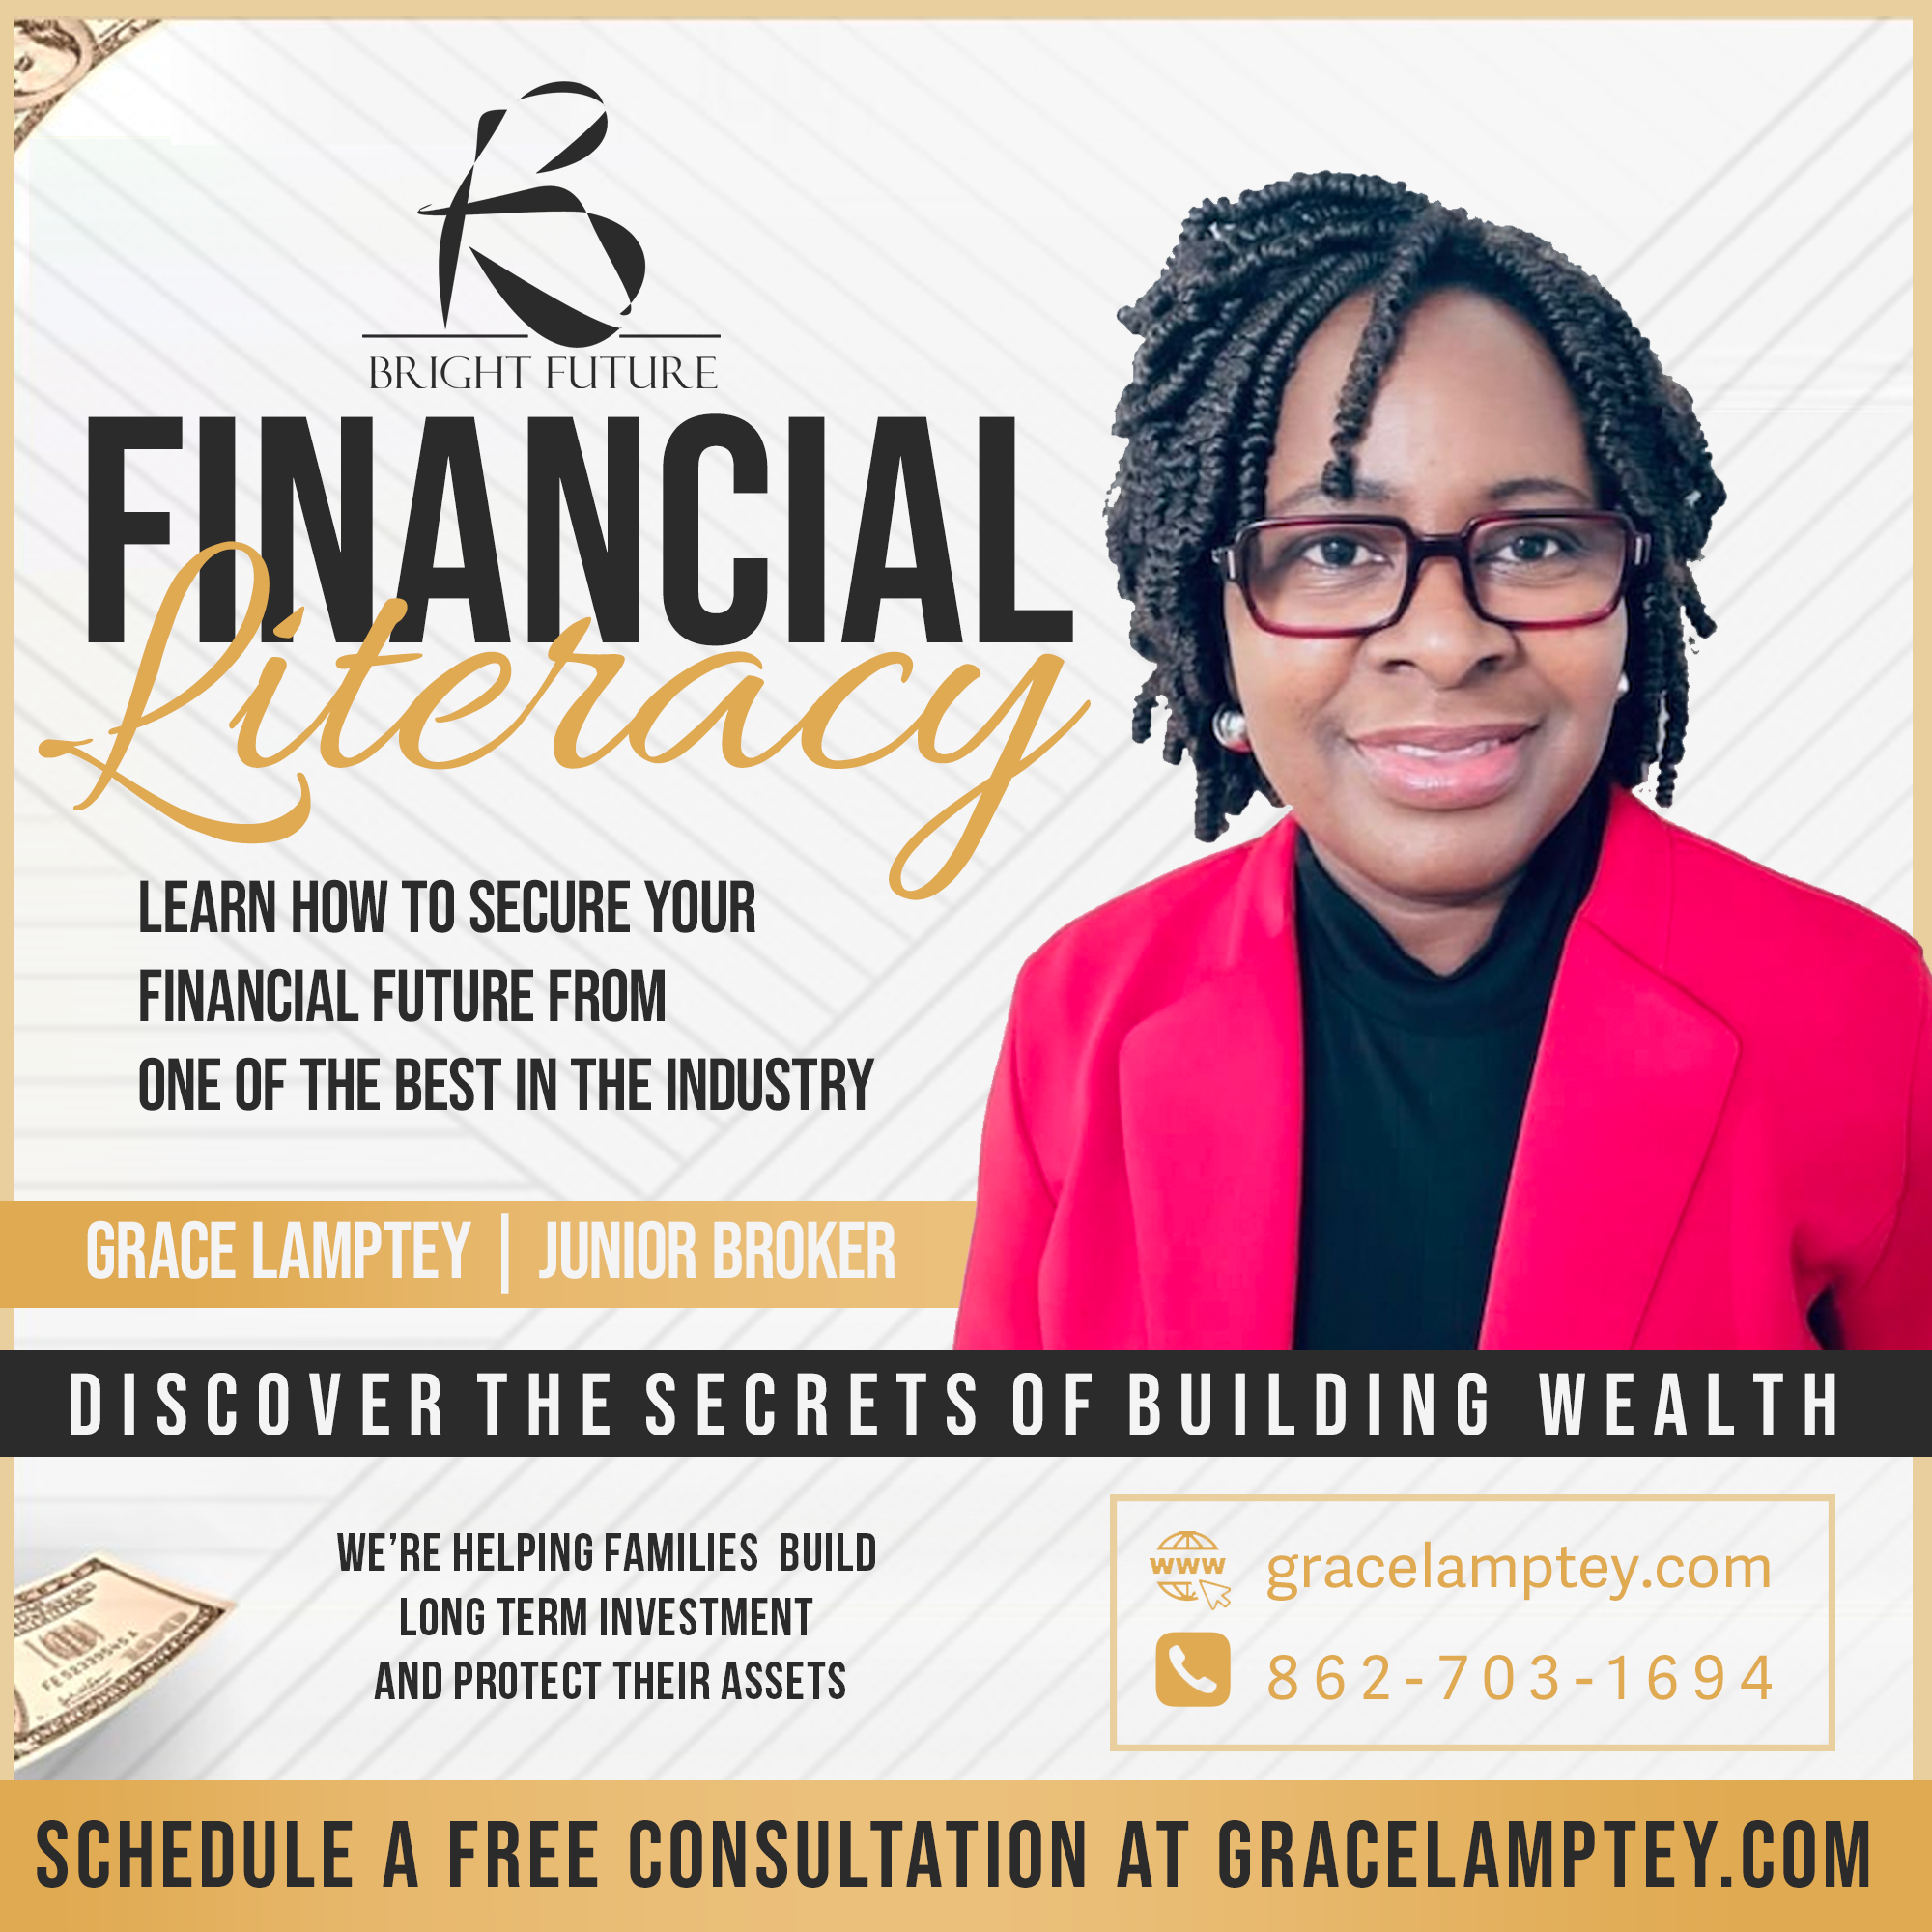 BRIGHT FUTURE
FINANCIAL
Literacy
LEARN HOW TO SECURE YOUR
FINANCIAL FUTURE FROM
ONE OF THE BEST IN THE INDUSTRY
GRACE LAMPTEY | JUNIOR BROKER
DISCOVER THE SECRETS OF BUILDING WEALTH
WE’RE HELPING FAMILIES BUILD
LONG TERM INVESTMENT
AND PROTECT THEIR ASSETS
www gracelamptey.com
862-703-1694
100
SCHEDULE A FREE CONSULTATION AT GRACELAMPTEY.COM